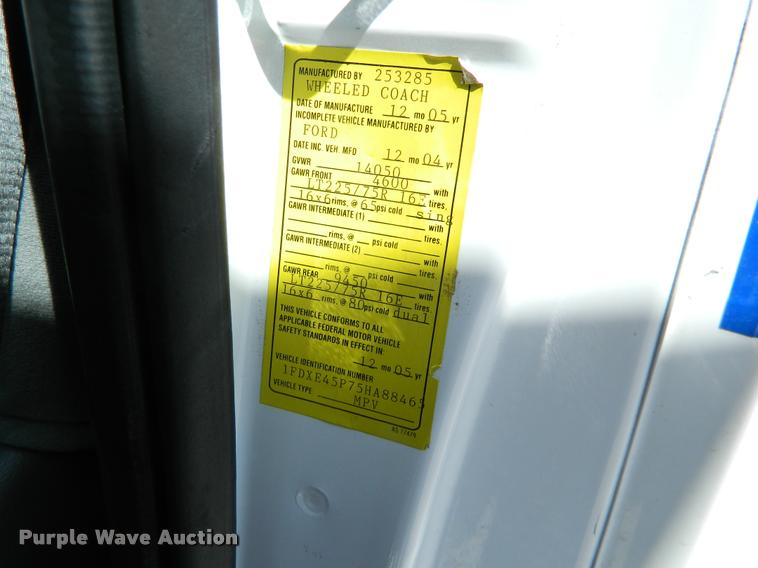 MANUFACTURED BY 253285
WHEELED COACH
DATE OF MANUFACTURE 12 mo 05 yr
INCOMPLETE VEHICLE MANUFACTURED BY
FORD
DATE INC. VEH. MFD 12 mo 04 yr
GVWR 14050
GAWR FRONT 4600 with
LT225/75R 16E tires.
16x6 rims. @ 65 psi cold sing
GAWR INTERMEDIATE (1) with
tires.
rims. @ psi cold
GAWR INTERMEDIATE (2) with
tires.
rims. @ psi cold
GAWR REAR 9450 with
LT225/75R 16E tires.
16x6 rims. @ 80 psi cold dual
THIS VEHICLE CONFORMS TO ALL
APPLICABLE FEDERAL MOTOR VEHICLE
SAFETY STANDARDS IN EFFECT IN:
12 mo 05 yr
VEHICLE IDENTIFICATION NUMBER
1FDXE45P75HA88465
VEHICLE TYPE MPV
Purple Wave Auction